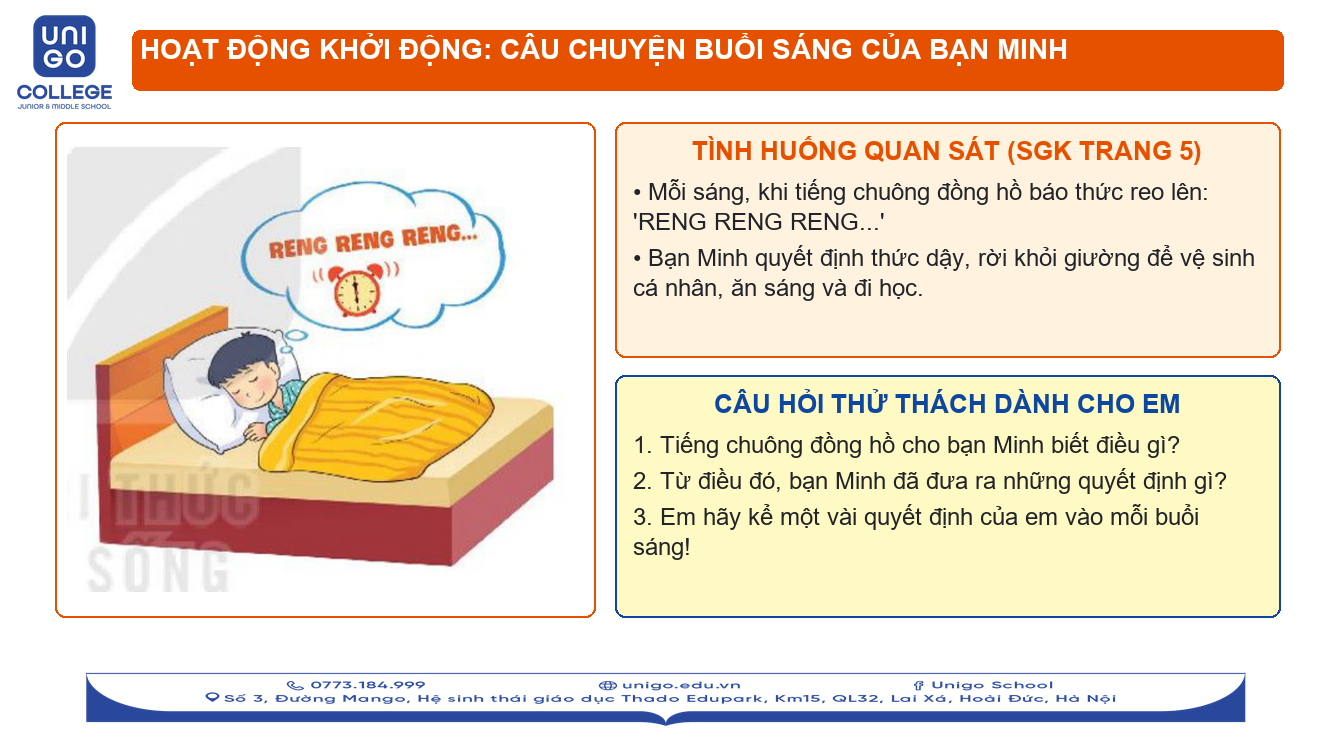 UNI
GO
COLLEGE
JUNIOR & MIDDLE SCHOOL
HOẠT ĐỘNG KHỞI ĐỘNG: CÂU CHUYỆN BUỔI SÁNG CỦA BẠN MINH
RENG RENG RENG...
I THỨC
SỐNG
TÌNH HUỐNG QUAN SÁT (SGK TRANG 5)
• Mỗi sáng, khi tiếng chuông đồng hồ báo thức reo lên:
'RENG RENG RENG...'
• Bạn Minh quyết định thức dậy, rời khỏi giường để vệ sinh
cá nhân, ăn sáng và đi học.
CÂU HỎI THỬ THÁCH DÀNH CHO EM
1. Tiếng chuông đồng hồ cho bạn Minh biết điều gì?
2. Từ điều đó, bạn Minh đã đưa ra những quyết định gì?
3. Em hãy kể một vài quyết định của em vào mỗi buổi
sáng!
0773.184.999 unigo.edu.vn Unigo School
Số 3, Đường Mango, Hệ sinh thái giáo dục Thado Edupark, Km15, QL32, Lai Xá, Hoài Đức, Hà Nội